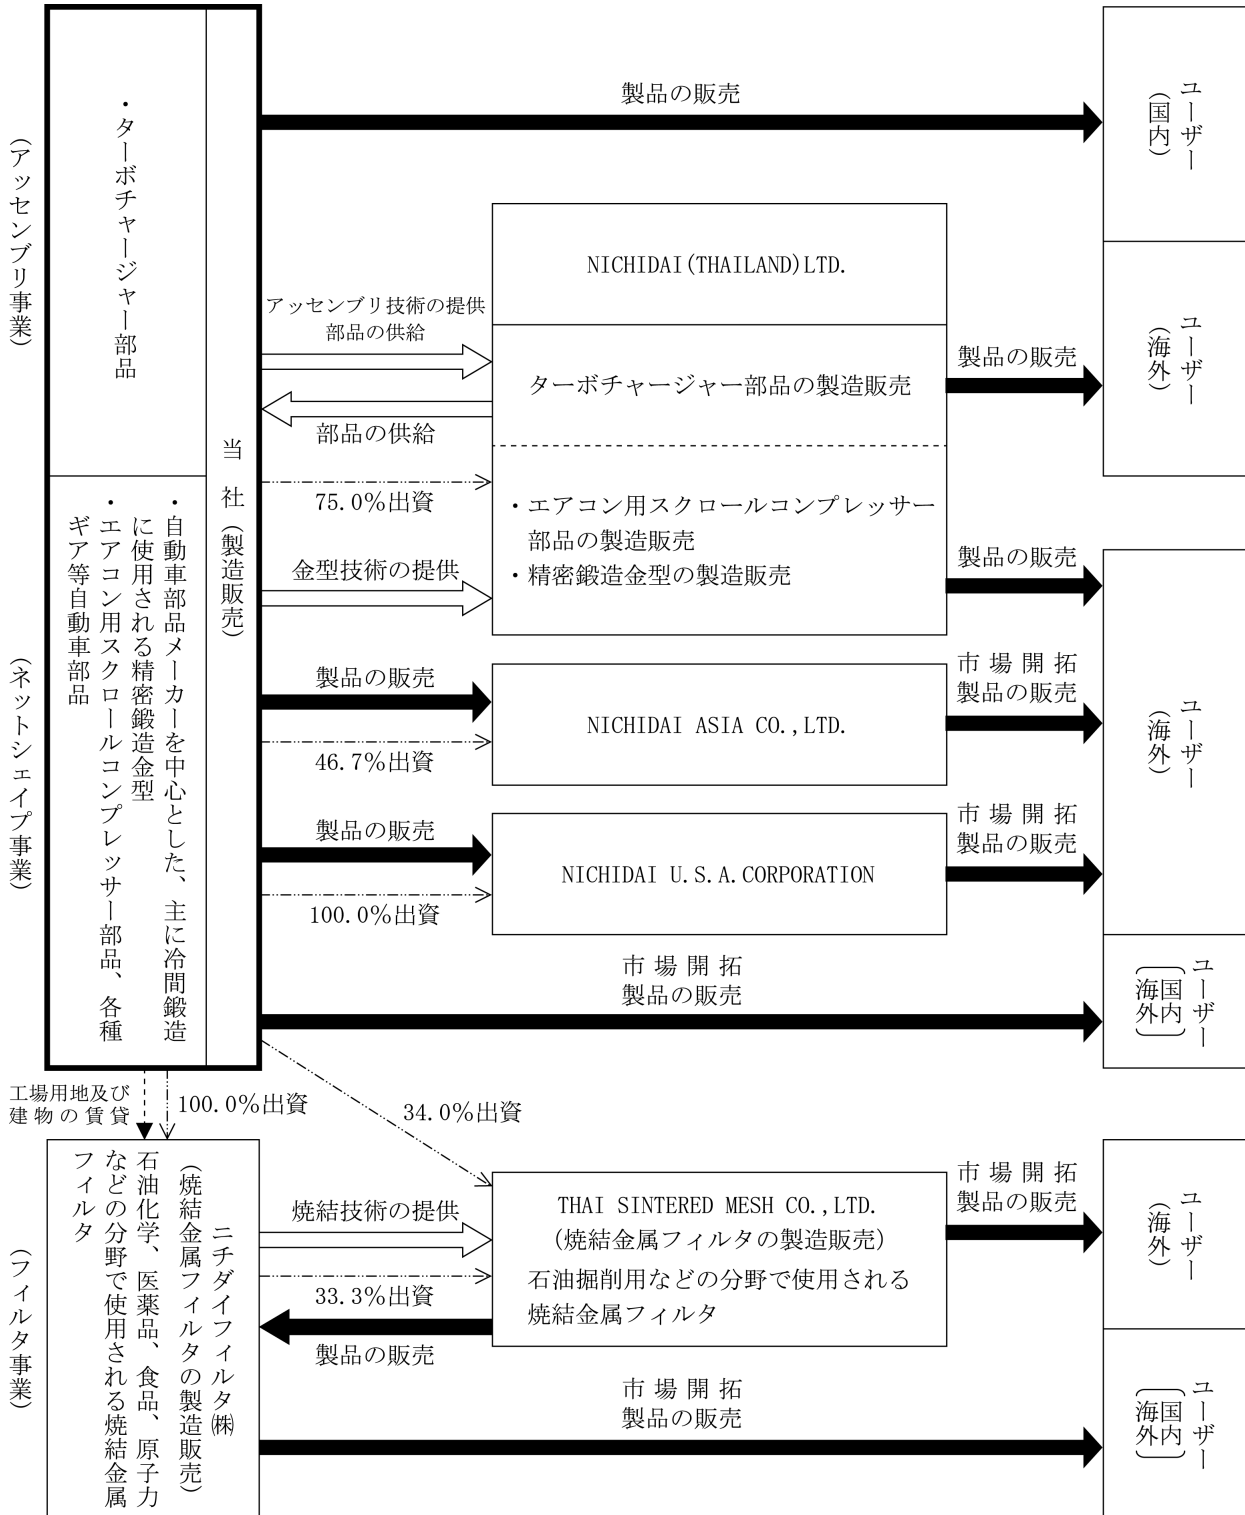 (アッセンブリ事業)
・ターボチャージャー部品
当 社(製造販売)
製品の販売
ユーザー
(国内)
NICHIDAI(THAILAND)LTD.
アッセンブリ技術の提供
部品の供給
部品の供給
ターボチャージャー部品の製造販売
製品の販売
ユーザー
(海外)
75.0%出資
・エアコン用スクロールコンプレッサー
部品の製造販売
・精密鍛造金型の製造販売
金型技術の提供
製品の販売
(ネットシェイプ事業)
・自動車部品メーカーを中心とした、主に冷間鍛造
に使用される精密鍛造金型
・エアコン用スクロールコンプレッサー部品、各種
ギア等自動車部品
製品の販売
46.7%出資
NICHIDAI ASIA CO.,LTD.
市場開拓
製品の販売
ユーザー
(海外)
製品の販売
100.0%出資
NICHIDAI U.S.A.CORPORATION
市場開拓
製品の販売
市場開拓
製品の販売
ユーザー
(国内
海外)
工場用地及び
建物の賃貸
100.0%出資
34.0%出資
(フィルタ事業)
ニチダイフィルタ㈱
(焼結金属フィルタの製造販売)
石油化学、医薬品、食品、原子力
などの分野で使用される焼結金属
フィルタ
焼結技術の提供
33.3%出資
製品の販売
THAI SINTERED MESH CO.,LTD.
(焼結金属フィルタの製造販売)
石油掘削用などの分野で使用される
焼結金属フィルタ
市場開拓
製品の販売
ユーザー
(海外)
市場開拓
製品の販売
ユーザー
(国内
海外)